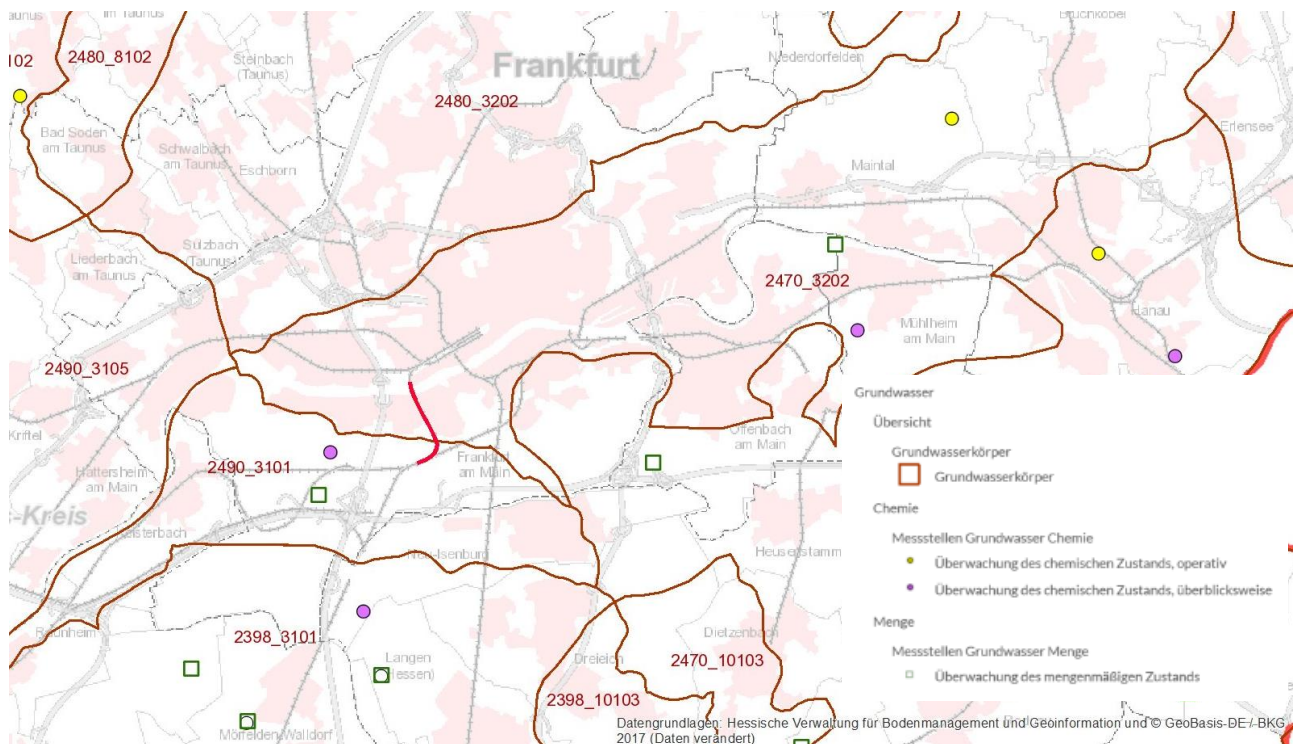 Taunus
im Taunus
102
2480_8102
Steinbach
(Taunus)
Frankfurt
Niederdorfelden
Bruchköbel
2480_3202
Bad Soden
am Taunus
Schwalbach
am Taunus
Eschborn
Maintal
Erlensee
Liederbach
am Taunus
Sulzbach
(Taunus)
2470_3202
Mühlheim
am Main
Hanau
2490_3105
Kriftel
Hattersheim
am Main
2490_3101
Frankfurt
am Main
Offenbach
am Main
-Kreis
Kelsterbach
Neu-Isenburg
Heusenstamm
Raunheim
2398_3101
Langen
(Hessen)
Dreieich
Dietzenbach
2470_10103
2398_10103
Mörfelden-Walldorf
Grundwasser
Übersicht
Grundwasserkörper
Grundwasserkörper
Chemie
Messstellen Grundwasser Chemie
Überwachung des chemischen Zustands, operativ
Überwachung des chemischen Zustands, überblicksweise
Menge
Messstellen Grundwasser Menge
Überwachung des mengenmäßigen Zustands
Datengrundlagen: Hessische Verwaltung für Bodenmanagement und Geoinformation und © GeoBasis-DE / BKG
2017 (Daten verändert)